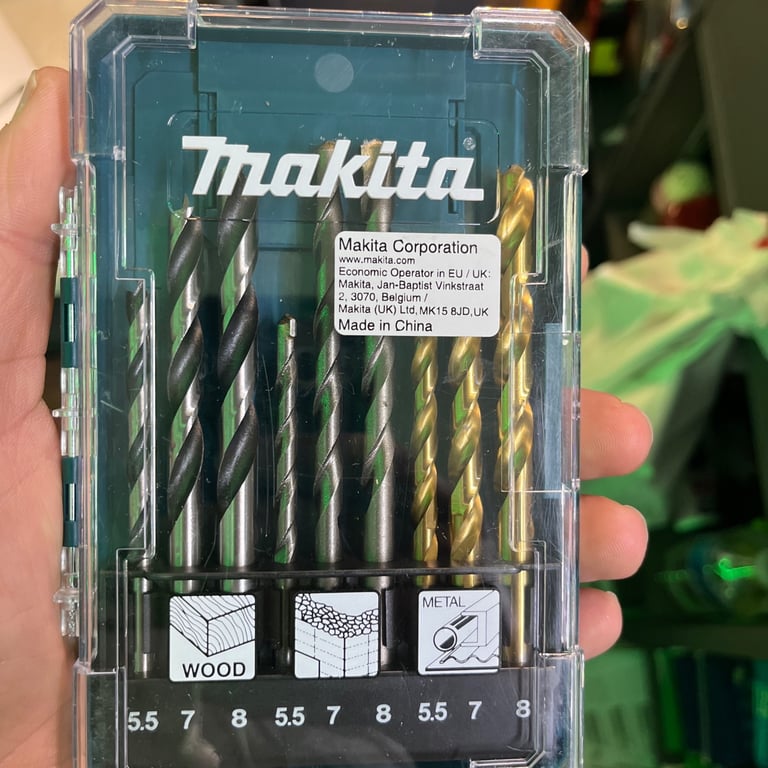 makita
Makita Corporation
www.makita.com
Economic Operator in EU / UK:
Makita, Jan-Baptist Vinkstraat
2, 3070, Belgium /
Makita (UK) Ltd, MK15 8JD, UK
Made in China
METAL
WOOD
5.5 7 8 5.5 7 8 5.5 7 8